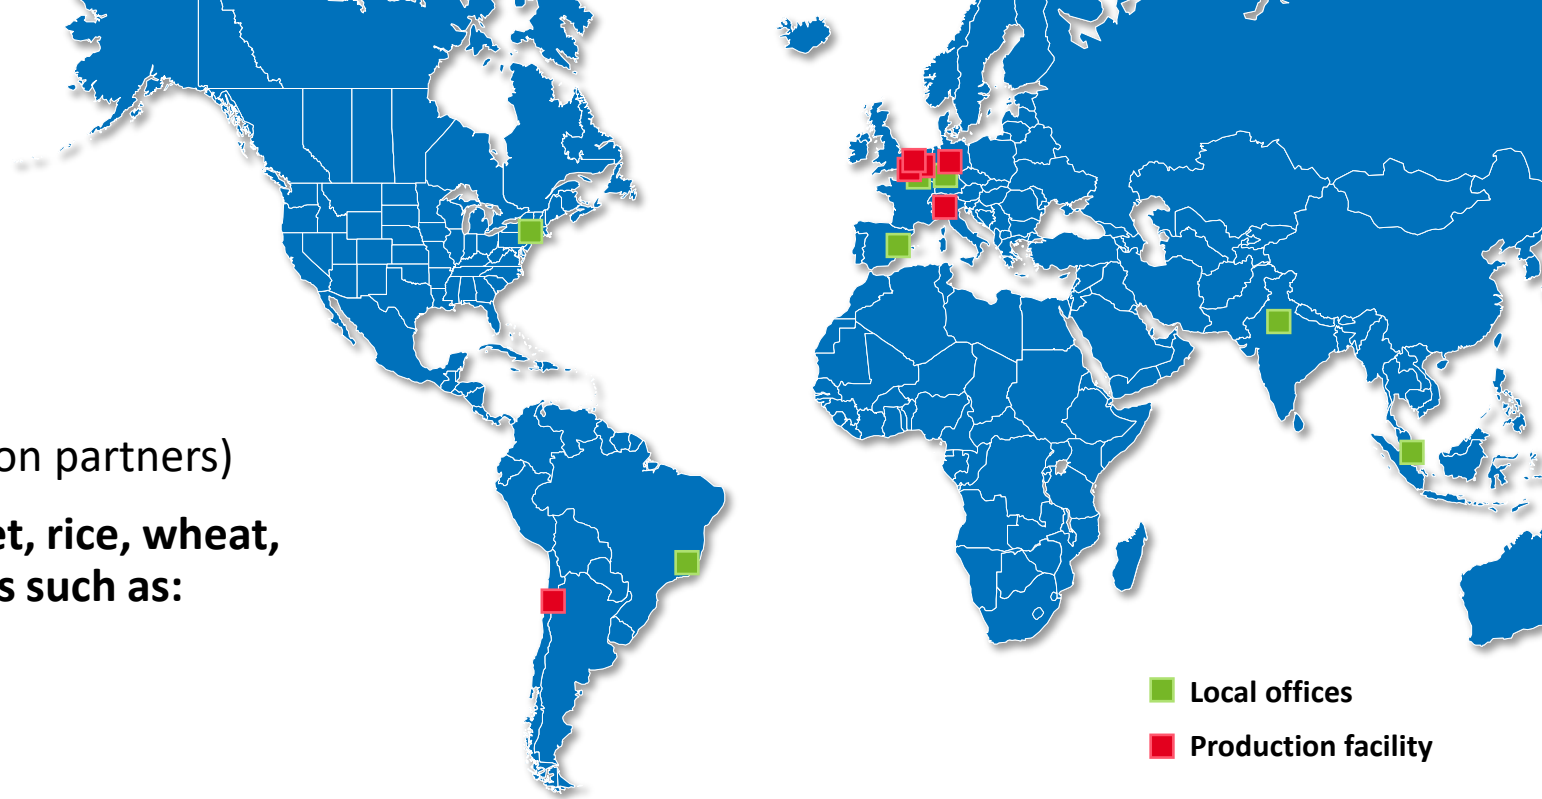 on partners)
et, rice, wheat,
s such as:
Local offices
Production facility